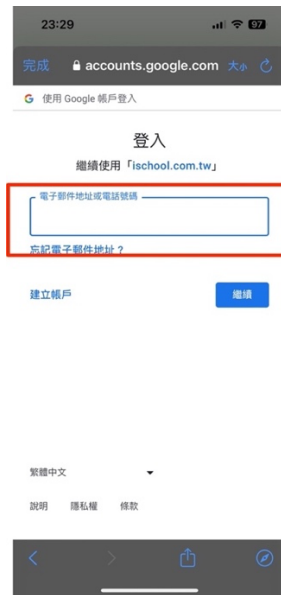 23:29
97
完成 accounts.google.com 大小
G 使用 Google 帳戶登入
登入
繼續使用「ischool.com.tw」
電子郵件地址或電話號碼
忘記電子郵件地址？
建立帳戶 繼續
繁體中文
說明 隱私權 條款